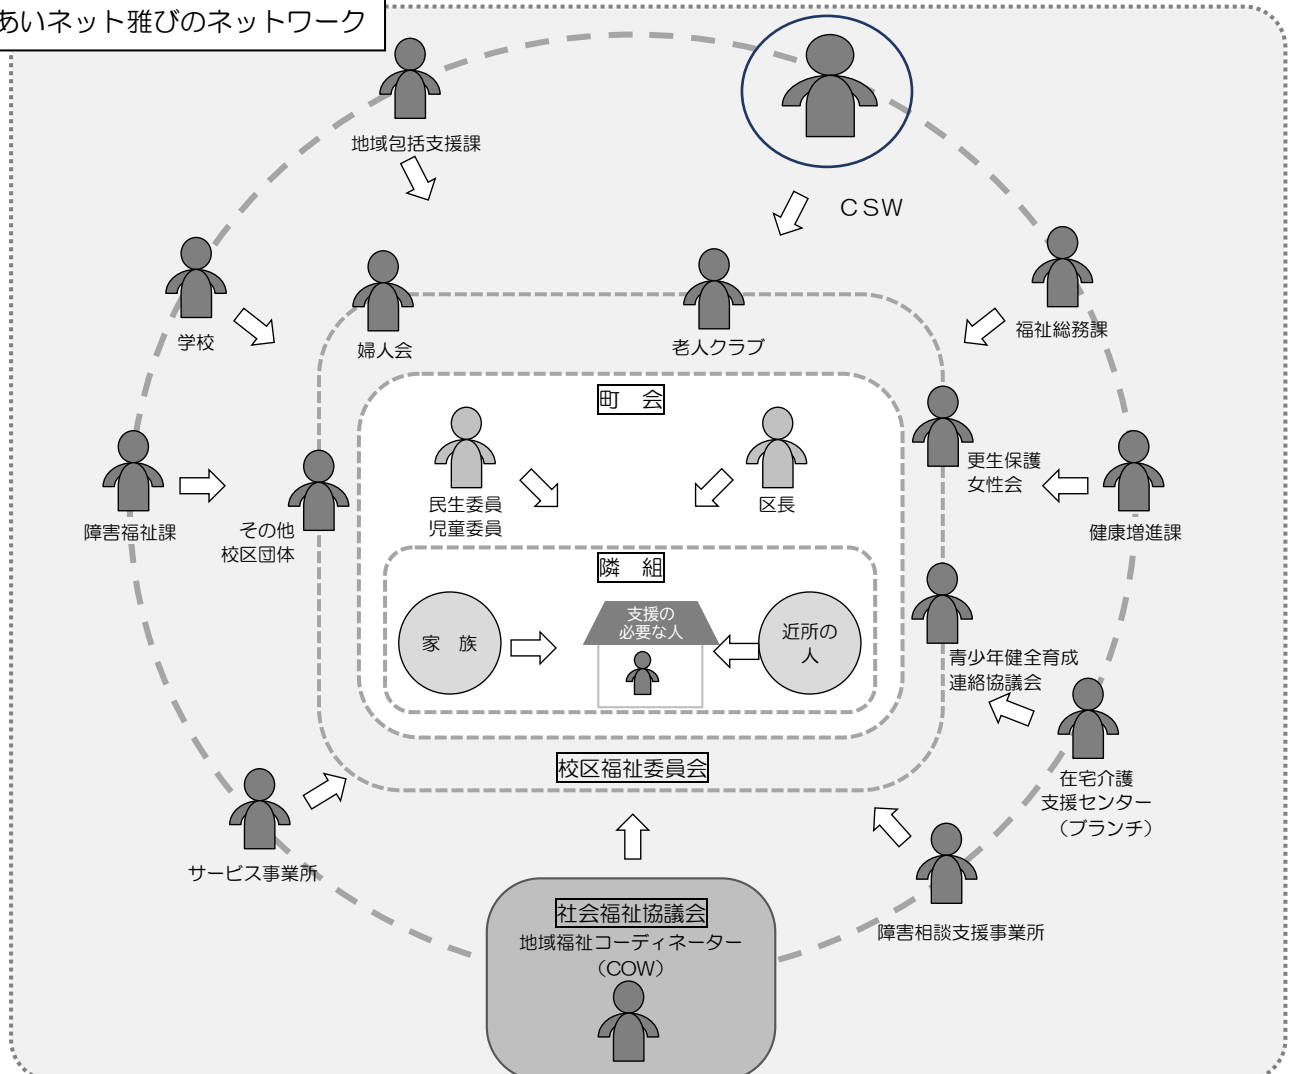 あいネット雅びのネットワーク
地域包括支援課
CSW
学校
婦人会
老人クラブ
福祉総務課
町 会
民生委員
児童委員
区長
更生保護
女性会
障害福祉課
その他
校区団体
健康増進課
隣 組
家 族
支援の
必要な人
近所の
人
青少年健全育成
連絡協議会
校区福祉委員会
在宅介護
支援センター
（ブランチ）
サービス事業所
社会福祉協議会
地域福祉コーディネーター
（COW）
障害相談支援事業所